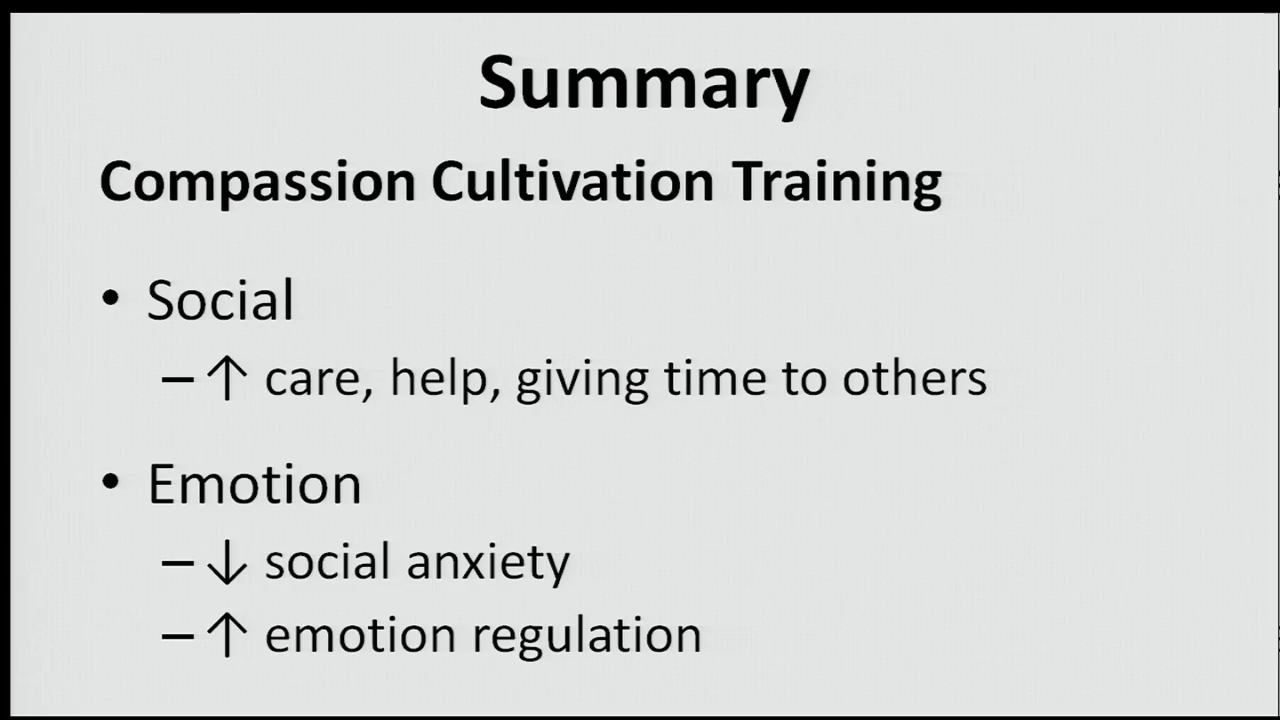 Summary
Compassion Cultivation Training
• Social
– ↑ care, help, giving time to others
• Emotion
– ↓ social anxiety
– ↑ emotion regulation